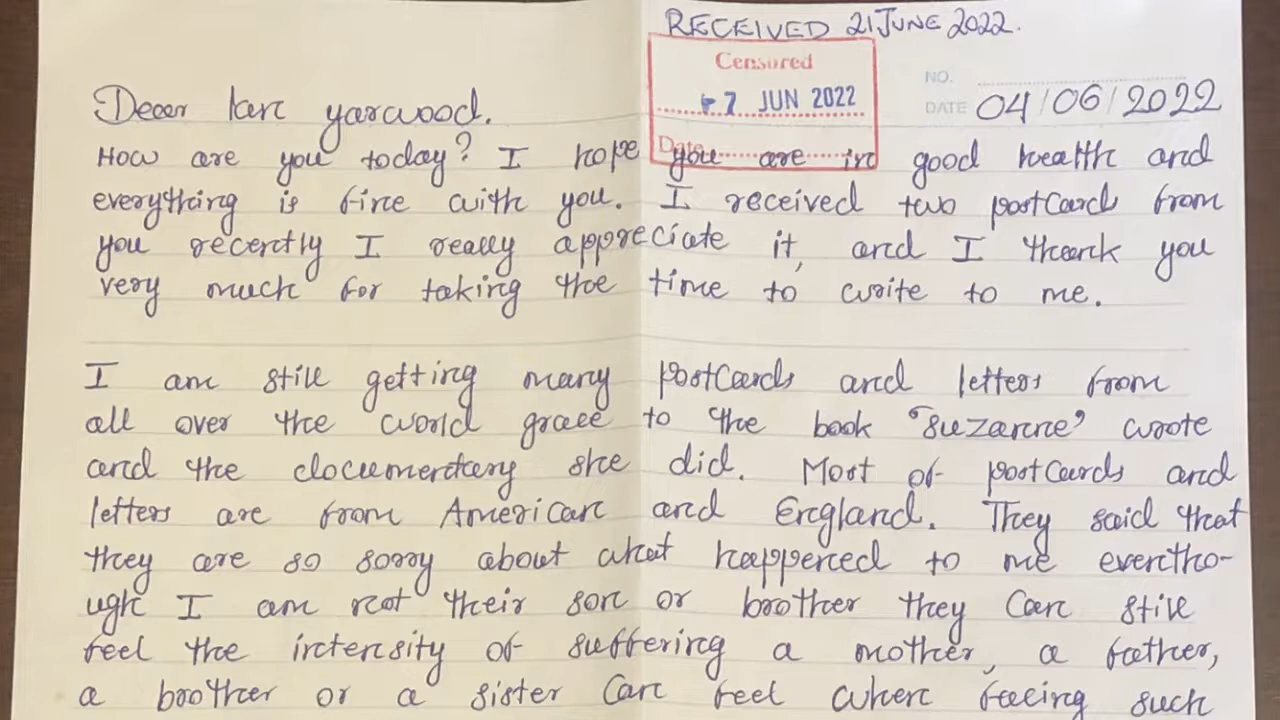 RECEIVED 21 JUNE 2022.
Censured
7 JUN 2022
Date
NO.
DATE 04/06/2022
Dear Ian yarwood.
How are you today? I hope you are in good health and
everything is fine with you. I received two postcard from
you recently I really appreciate it, and I thank you
very much for taking the time to write to me.
I am still getting many postcards and letters from
all over the world grace to the book "suzanne" wrote
and the documentary she did. Most of postcards and
letters are from American and England. They said that
they are so sorry about what happened to me eventho-
ugh I am not their son or brother they can still
feel the intensity of suffering a mother, a father,
a brother or a sister can feel when facing such